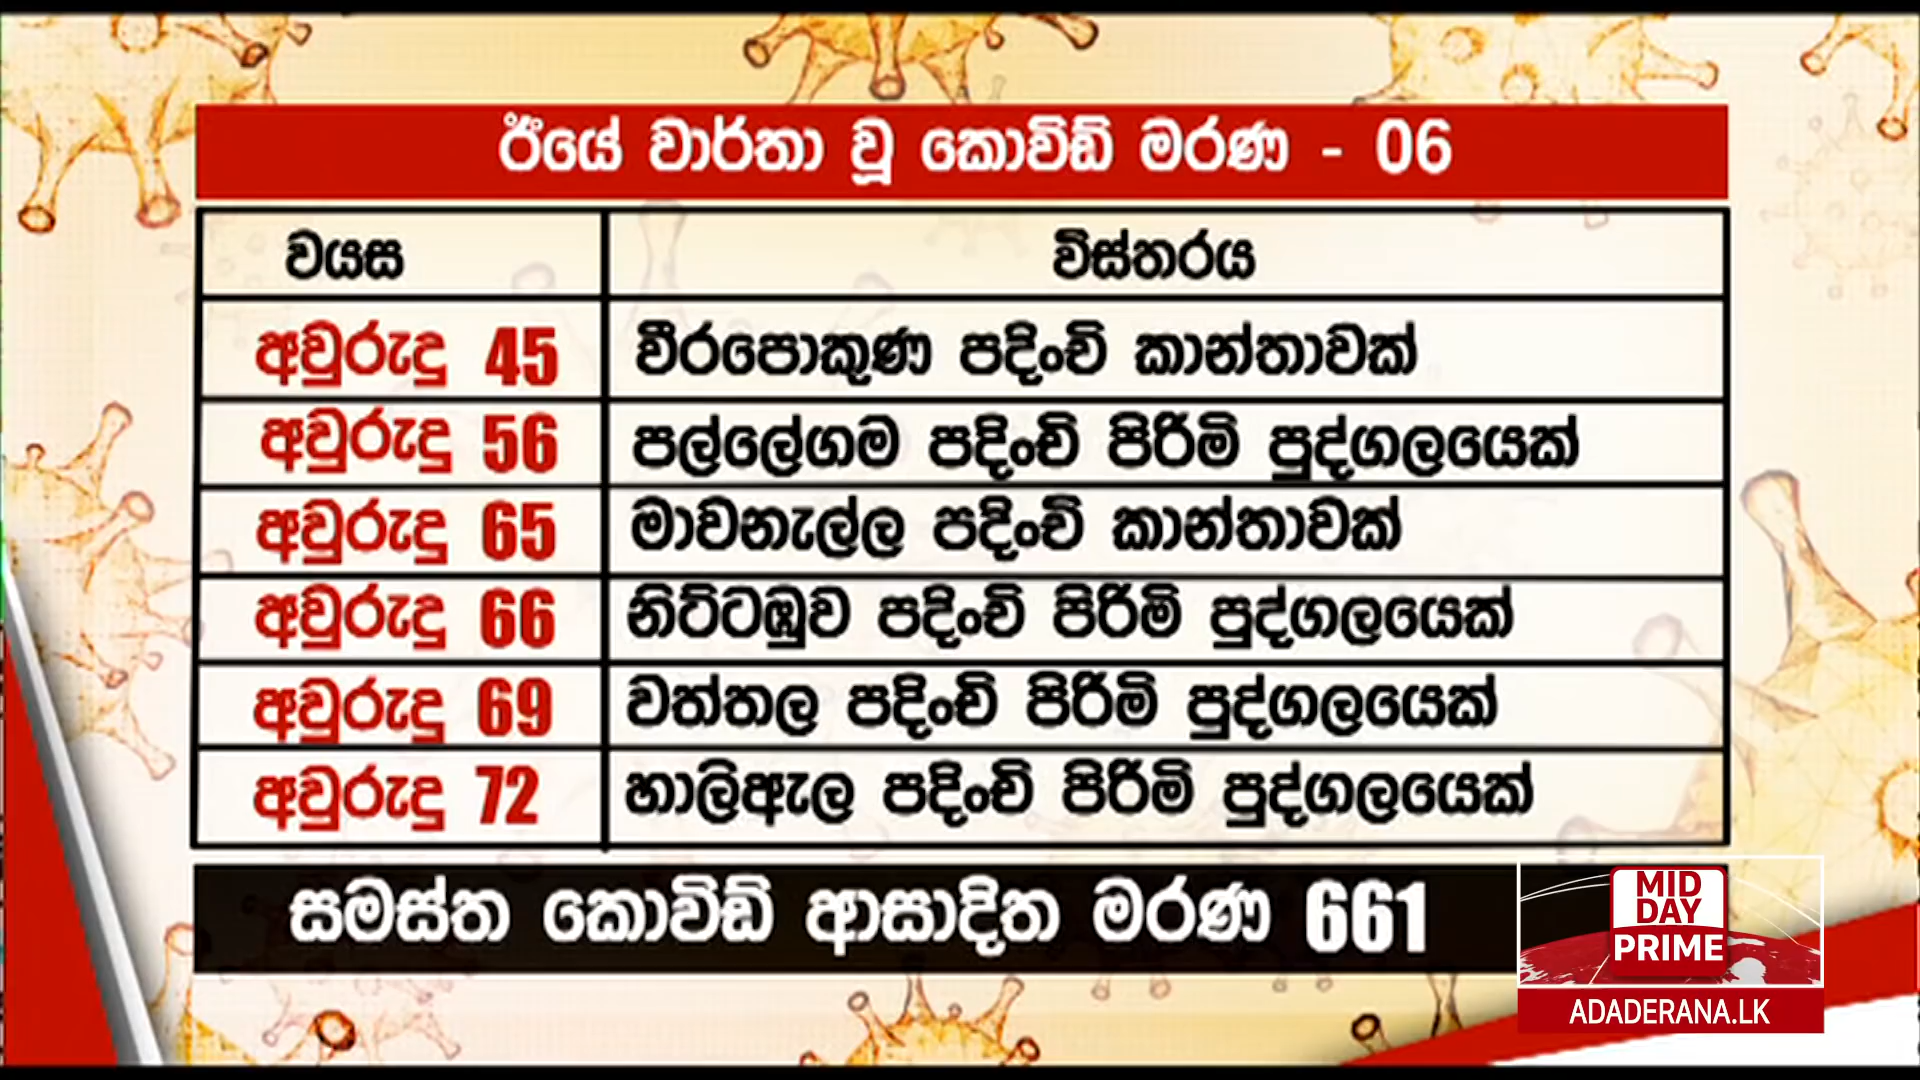 ඊයේ වාර්තා වූ කොවිඩ් මරණ - 06
වයස විස්තරය
අවුරුදු 45 වීරපොකුණ පදිංචි කාන්තාවක්
අවුරුදු 56 පල්ලේගම පදිංචි පිරිමි පුද්ගලයෙක්
අවුරුදු 65 මාවනැල්ල පදිංචි කාන්තාවක්
අවුරුදු 66 නිට්ටඹුව පදිංචි පිරිමි පුද්ගලයෙක්
අවුරුදු 69 වත්තල පදිංචි පිරිමි පුද්ගලයෙක්
අවුරුදු 72 හාලිඇල පදිංචි පිරිමි පුද්ගලයෙක්
සමස්ත කොවිඩ් ආසාදිත මරණ 661
MID
DAY
PRIME
ADADERANA.LK